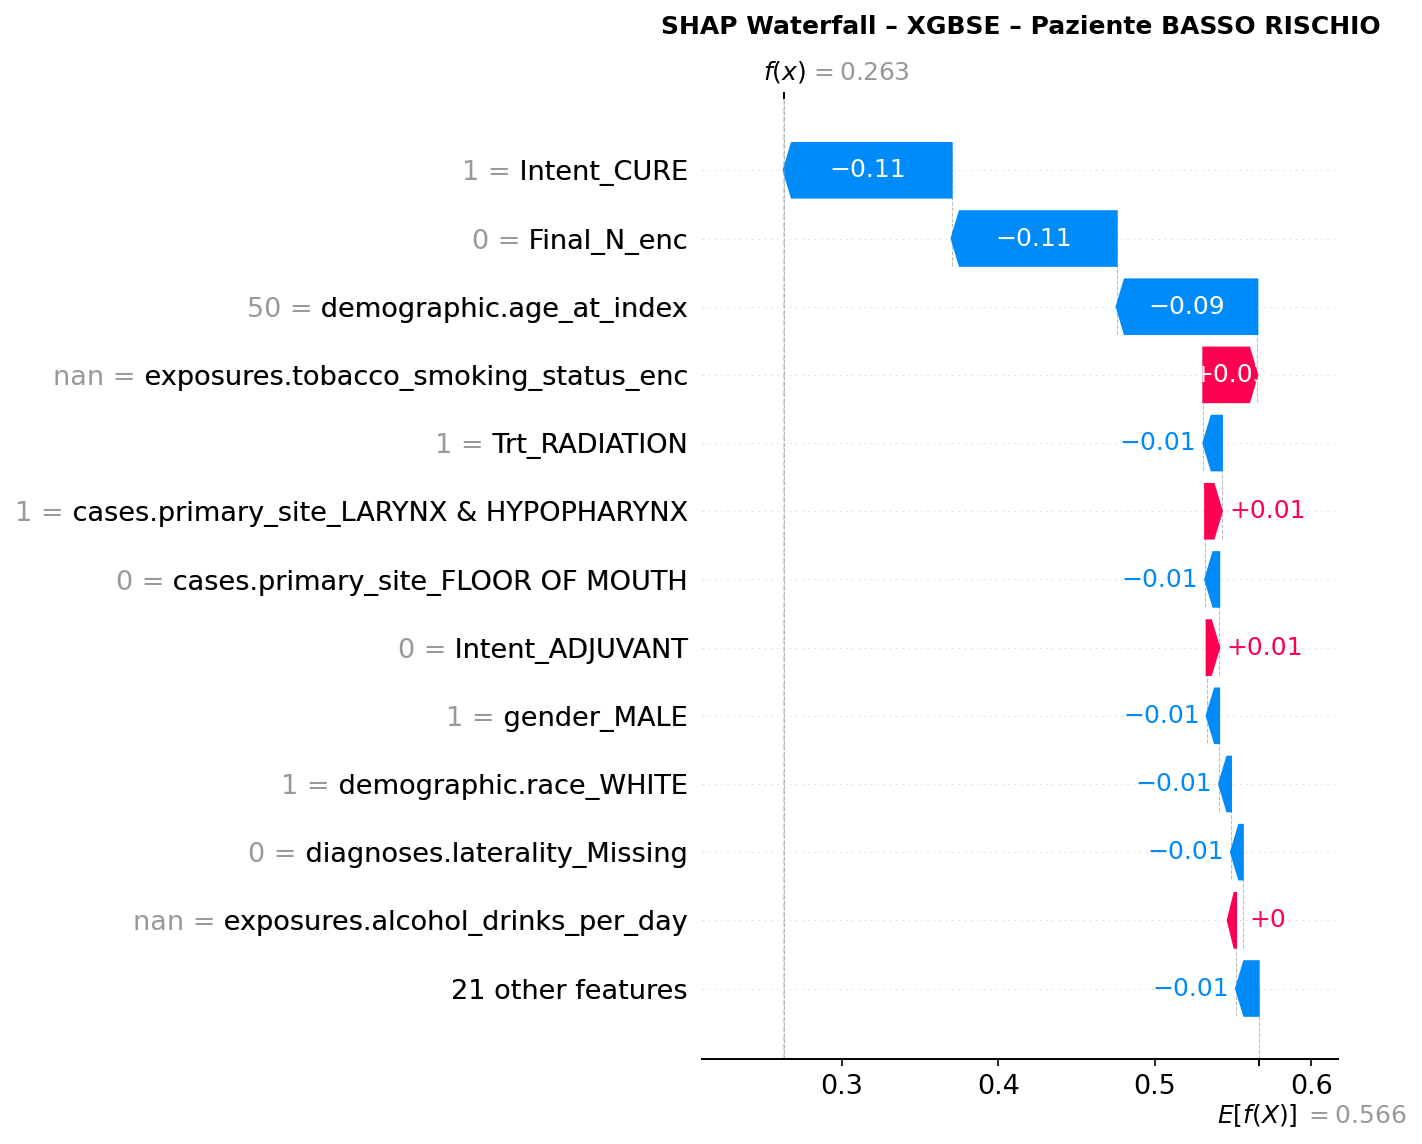 SHAP Waterfall – XGBSE – Paziente BASSO RISCHIO
f(x) = 0.263
1 = Intent_CURE −0.11
0 = Final_N_enc −0.11
50 = demographic.age_at_index −0.09
nan = exposures.tobacco_smoking_status_enc +0.0
1 = Trt_RADIATION −0.01
1 = cases.primary_site_LARYNX & HYPOPHARYNX +0.01
0 = cases.primary_site_FLOOR OF MOUTH −0.01
0 = Intent_ADJUVANT +0.01
1 = gender_MALE −0.01
1 = demographic.race_WHITE −0.01
0 = diagnoses.laterality_Missing −0.01
nan = exposures.alcohol_drinks_per_day +0
21 other features −0.01
0.3 0.4 0.5 0.6
E[f(X)] = 0.566